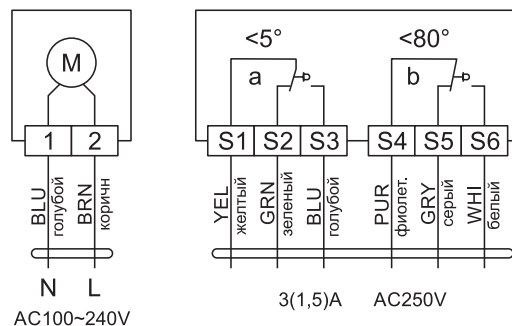 M
1 2
BLU
голубой
BRN
коричн
N L
AC100~240V
<5° <80°
a b
S1 S2 S3 S4 S5 S6
YEL
желтый
GRN
зеленый
BLU
голубой
PUR
фиолет.
GRY
серый
WHI
белый
3(1,5)A AC250V